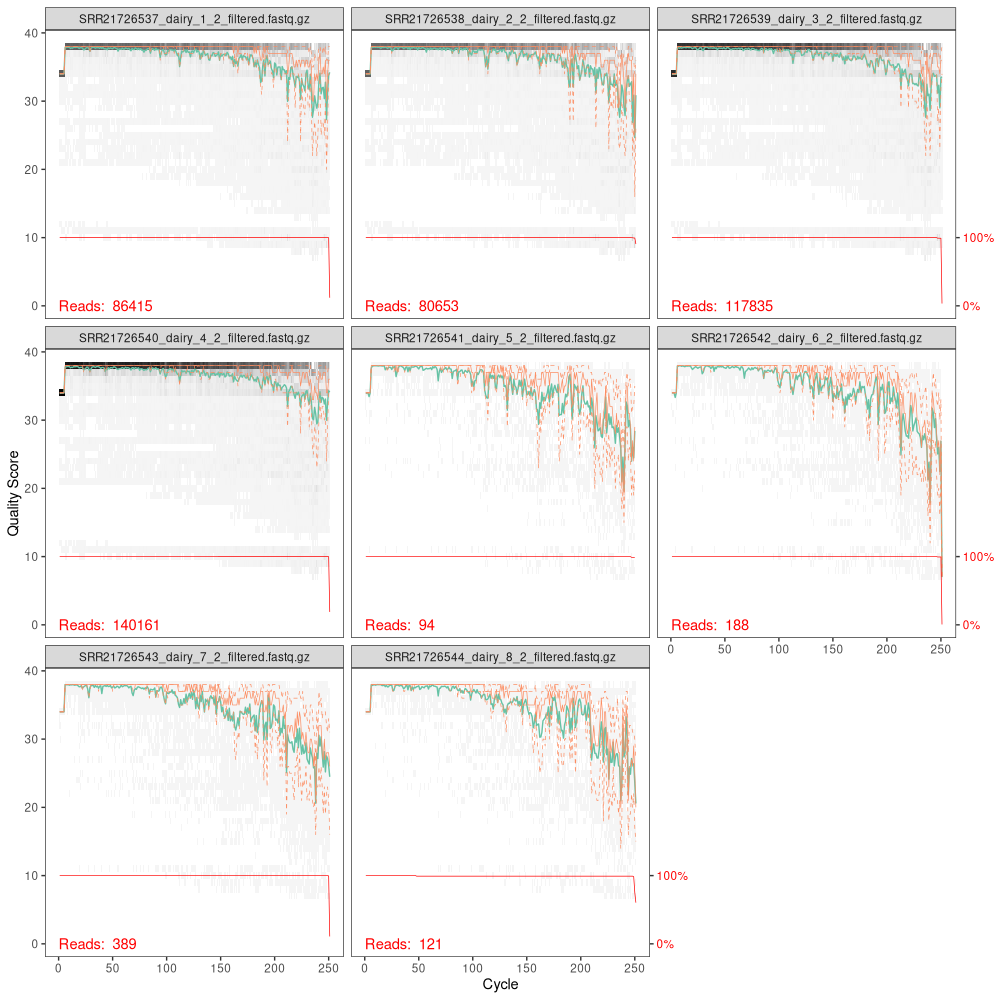 SRR21726537_dairy_1_2_filtered.fastq.gz
SRR21726538_dairy_2_2_filtered.fastq.gz
SRR21726539_dairy_3_2_filtered.fastq.gz
40
30
20
10
0
Reads: 86415
Reads: 80653
Reads: 117835
100%
0%
SRR21726540_dairy_4_2_filtered.fastq.gz
SRR21726541_dairy_5_2_filtered.fastq.gz
SRR21726542_dairy_6_2_filtered.fastq.gz
40
30
20
10
0
Quality Score
Reads: 140161
Reads: 94
Reads: 188
100%
0%
0 50 100 150 200 250
SRR21726543_dairy_7_2_filtered.fastq.gz
SRR21726544_dairy_8_2_filtered.fastq.gz
40
30
20
10
0
Reads: 389
Reads: 121
100%
0%
0 50 100 150 200 250
0 50 100 150 200 250
Cycle